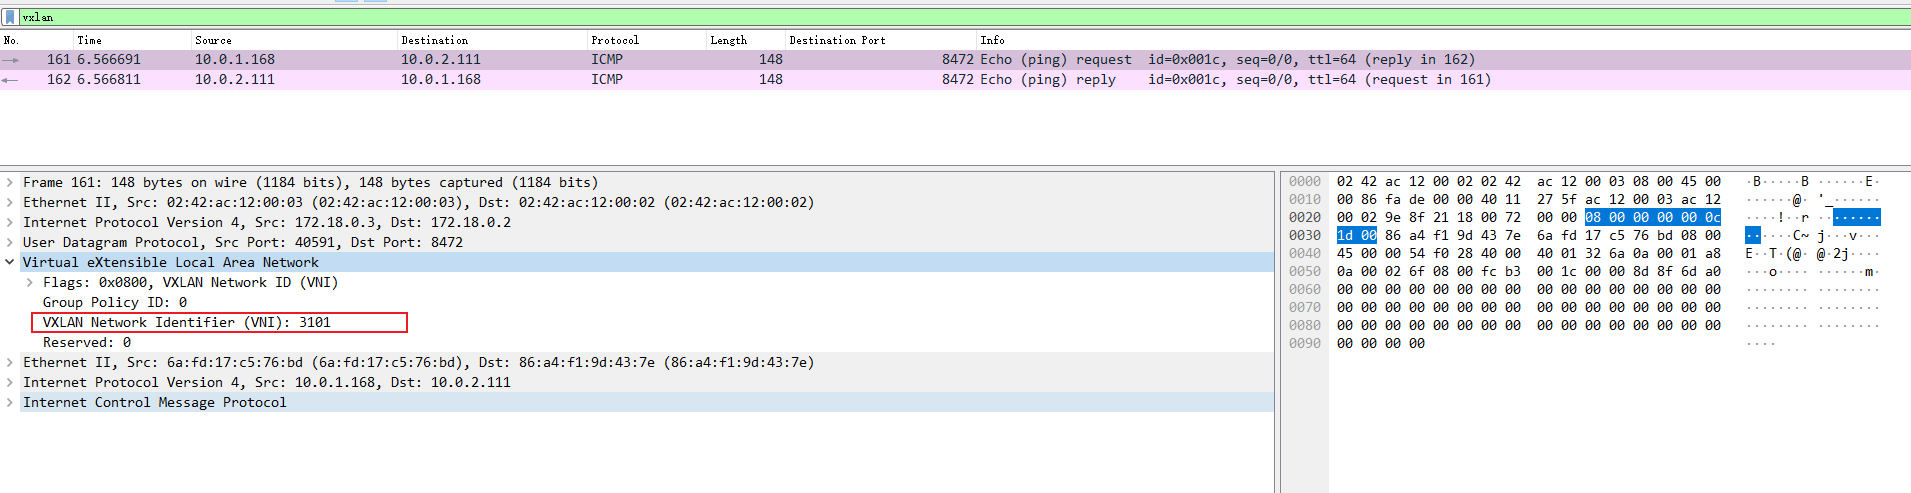 vxlan
No. Time Source Destination Protocol Length Destination Port Info
161 6.566691 10.0.1.168 10.0.2.111 ICMP 148 8472 Echo (ping) request id=0x001c, seq=0/0, ttl=64 (reply in 162)
162 6.566811 10.0.2.111 10.0.1.168 ICMP 148 8472 Echo (ping) reply id=0x001c, seq=0/0, ttl=64 (request in 161)
Frame 161: 148 bytes on wire (1184 bits), 148 bytes captured (1184 bits)
Ethernet II, Src: 02:42:ac:12:00:03 (02:42:ac:12:00:03), Dst: 02:42:ac:12:00:02 (02:42:ac:12:00:02)
Internet Protocol Version 4, Src: 172.18.0.3, Dst: 172.18.0.2
User Datagram Protocol, Src Port: 40591, Dst Port: 8472
Virtual eXtensible Local Area Network
Flags: 0x0800, VXLAN Network ID (VNI)
Group Policy ID: 0
VXLAN Network Identifier (VNI): 3101
Reserved: 0
Ethernet II, Src: 6a:fd:17:c5:76:bd (6a:fd:17:c5:76:bd), Dst: 86:a4:f1:9d:43:7e (86:a4:f1:9d:43:7e)
Internet Protocol Version 4, Src: 10.0.1.168, Dst: 10.0.2.111
Internet Control Message Protocol
0000 02 42 ac 12 00 02 02 42 ac 12 00 03 08 00 45 00 ·B·····B ······E·
0010 00 86 fa de 00 00 40 11 27 5f ac 12 00 03 ac 12 ······@· '_······
0020 00 02 9e 8f 21 18 00 72 00 00 08 00 00 00 00 0c ····!··r ········
0030 1d 00 86 a4 f1 9d 43 7e 6a fd 17 c5 76 bd 08 00 ······C~ j···v···
0040 45 00 00 54 f0 28 40 00 40 01 32 6a 0a 00 01 a8 E··T·(@· @·2j····
0050 0a 00 02 6f 08 00 fc b3 00 1c 00 00 8d 8f 6d a0 ···o···· ······m·
0060 00 00 00 00 00 00 00 00 00 00 00 00 00 00 00 00 ········ ········
0070 00 00 00 00 00 00 00 00 00 00 00 00 00 00 00 00 ········ ········
0080 00 00 00 00 00 00 00 00 00 00 00 00 00 00 00 00 ········ ········
0090 00 00 00 00 ····